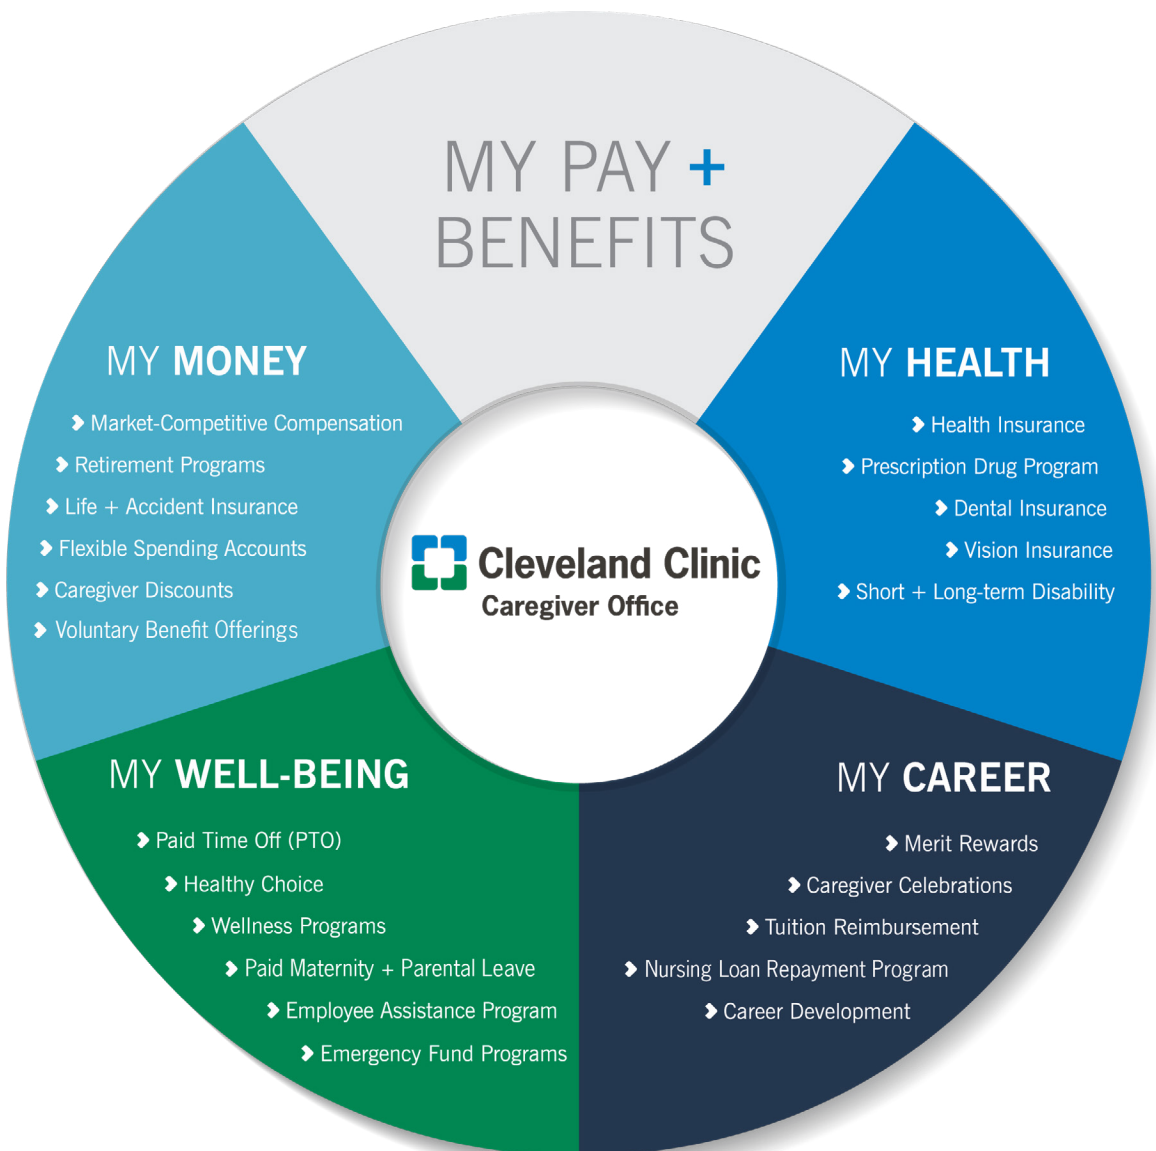 MY PAY +
BENEFITS
MY MONEY
Market-Competitive Compensation
Retirement Programs
Life + Accident Insurance
Flexible Spending Accounts
Caregiver Discounts
Voluntary Benefit Offerings
MY HEALTH
Health Insurance
Prescription Drug Program
Dental Insurance
Vision Insurance
Short + Long-term Disability
Cleveland Clinic
Caregiver Office
MY WELL-BEING
Paid Time Off (PTO)
Healthy Choice
Wellness Programs
Paid Maternity + Parental Leave
Employee Assistance Program
Emergency Fund Programs
MY CAREER
Merit Rewards
Caregiver Celebrations
Tuition Reimbursement
Nursing Loan Repayment Program
Career Development